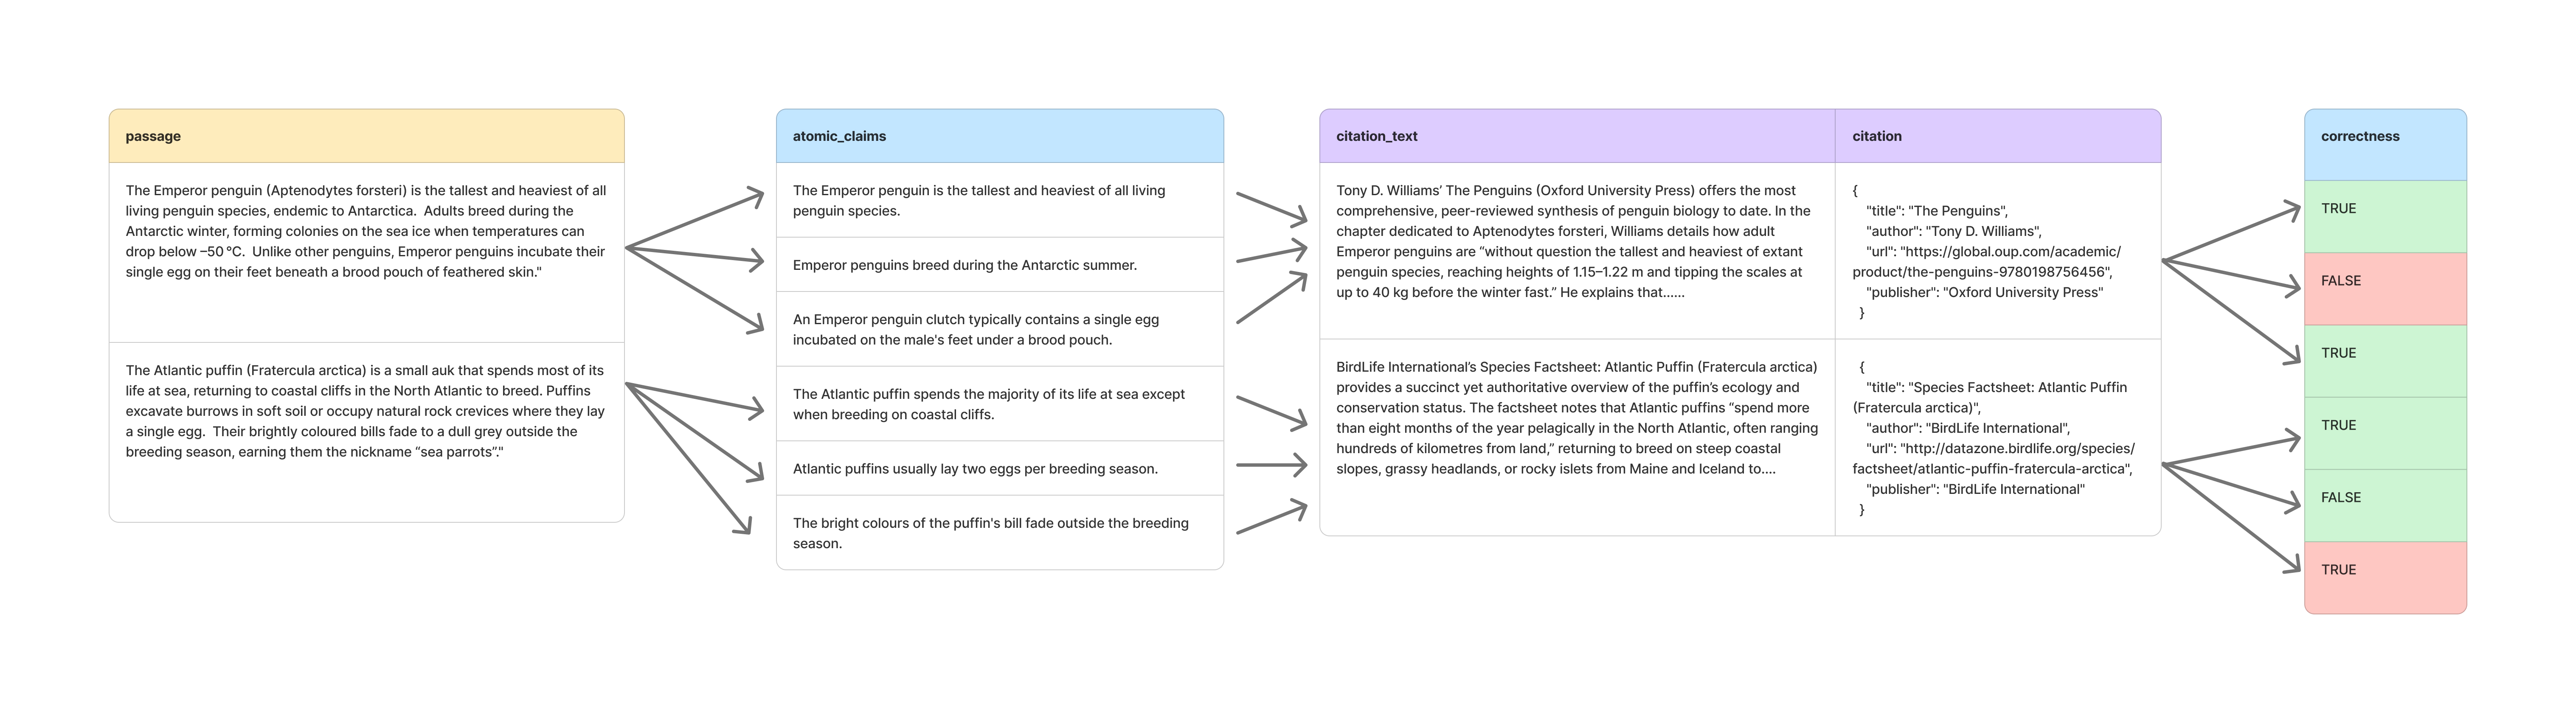 passage
The Emperor penguin (Aptenodytes forsteri) is the tallest and heaviest of all
living penguin species, endemic to Antarctica.  Adults breed during the
Antarctic winter, forming colonies on the sea ice when temperatures can
drop below –50 °C.  Unlike other penguins, Emperor penguins incubate their
single egg on their feet beneath a brood pouch of feathered skin."
The Atlantic puffin (Fratercula arctica) is a small auk that spends most of its
life at sea, returning to coastal cliffs in the North Atlantic to breed. Puffins
excavate burrows in soft soil or occupy natural rock crevices where they lay
a single egg.  Their brightly coloured bills fade to a dull grey outside the
breeding season, earning them the nickname “sea parrots”."
atomic_claims
The Emperor penguin is the tallest and heaviest of all living
penguin species.
Emperor penguins breed during the Antarctic summer.
An Emperor penguin clutch typically contains a single egg
incubated on the male's feet under a brood pouch.
The Atlantic puffin spends the majority of its life at sea except
when breeding on coastal cliffs.
Atlantic puffins usually lay two eggs per breeding season.
The bright colours of the puffin's bill fade outside the breeding
season.
citation_text
Tony D. Williams’ The Penguins (Oxford University Press) offers the most
comprehensive, peer-reviewed synthesis of penguin biology to date. In the
chapter dedicated to Aptenodytes forsteri, Williams details how adult
Emperor penguins are “without question the tallest and heaviest of extant
penguin species, reaching heights of 1.15–1.22 m and tipping the scales at
up to 40 kg before the winter fast.” He explains that......
BirdLife International’s Species Factsheet: Atlantic Puffin (Fratercula arctica)
provides a succinct yet authoritative overview of the puffin’s ecology and
conservation status. The factsheet notes that Atlantic puffins “spend more
than eight months of the year pelagically in the North Atlantic, often ranging
hundreds of kilometres from land,” returning to breed on steep coastal
slopes, grassy headlands, or rocky islets from Maine and Iceland to....
citation
{
"title": "The Penguins",
"author": "Tony D. Williams",
"url": "https://global.oup.com/academic/
product/the-penguins-9780198756456",
"publisher": "Oxford University Press"
}
{
"title": "Species Factsheet: Atlantic Puffin
(Fratercula arctica)",
"author": "BirdLife International",
"url": "http://datazone.birdlife.org/species/
factsheet/atlantic-puffin-fratercula-arctica",
"publisher": "BirdLife International"
}
correctness
TRUE
FALSE
TRUE
TRUE
FALSE
TRUE